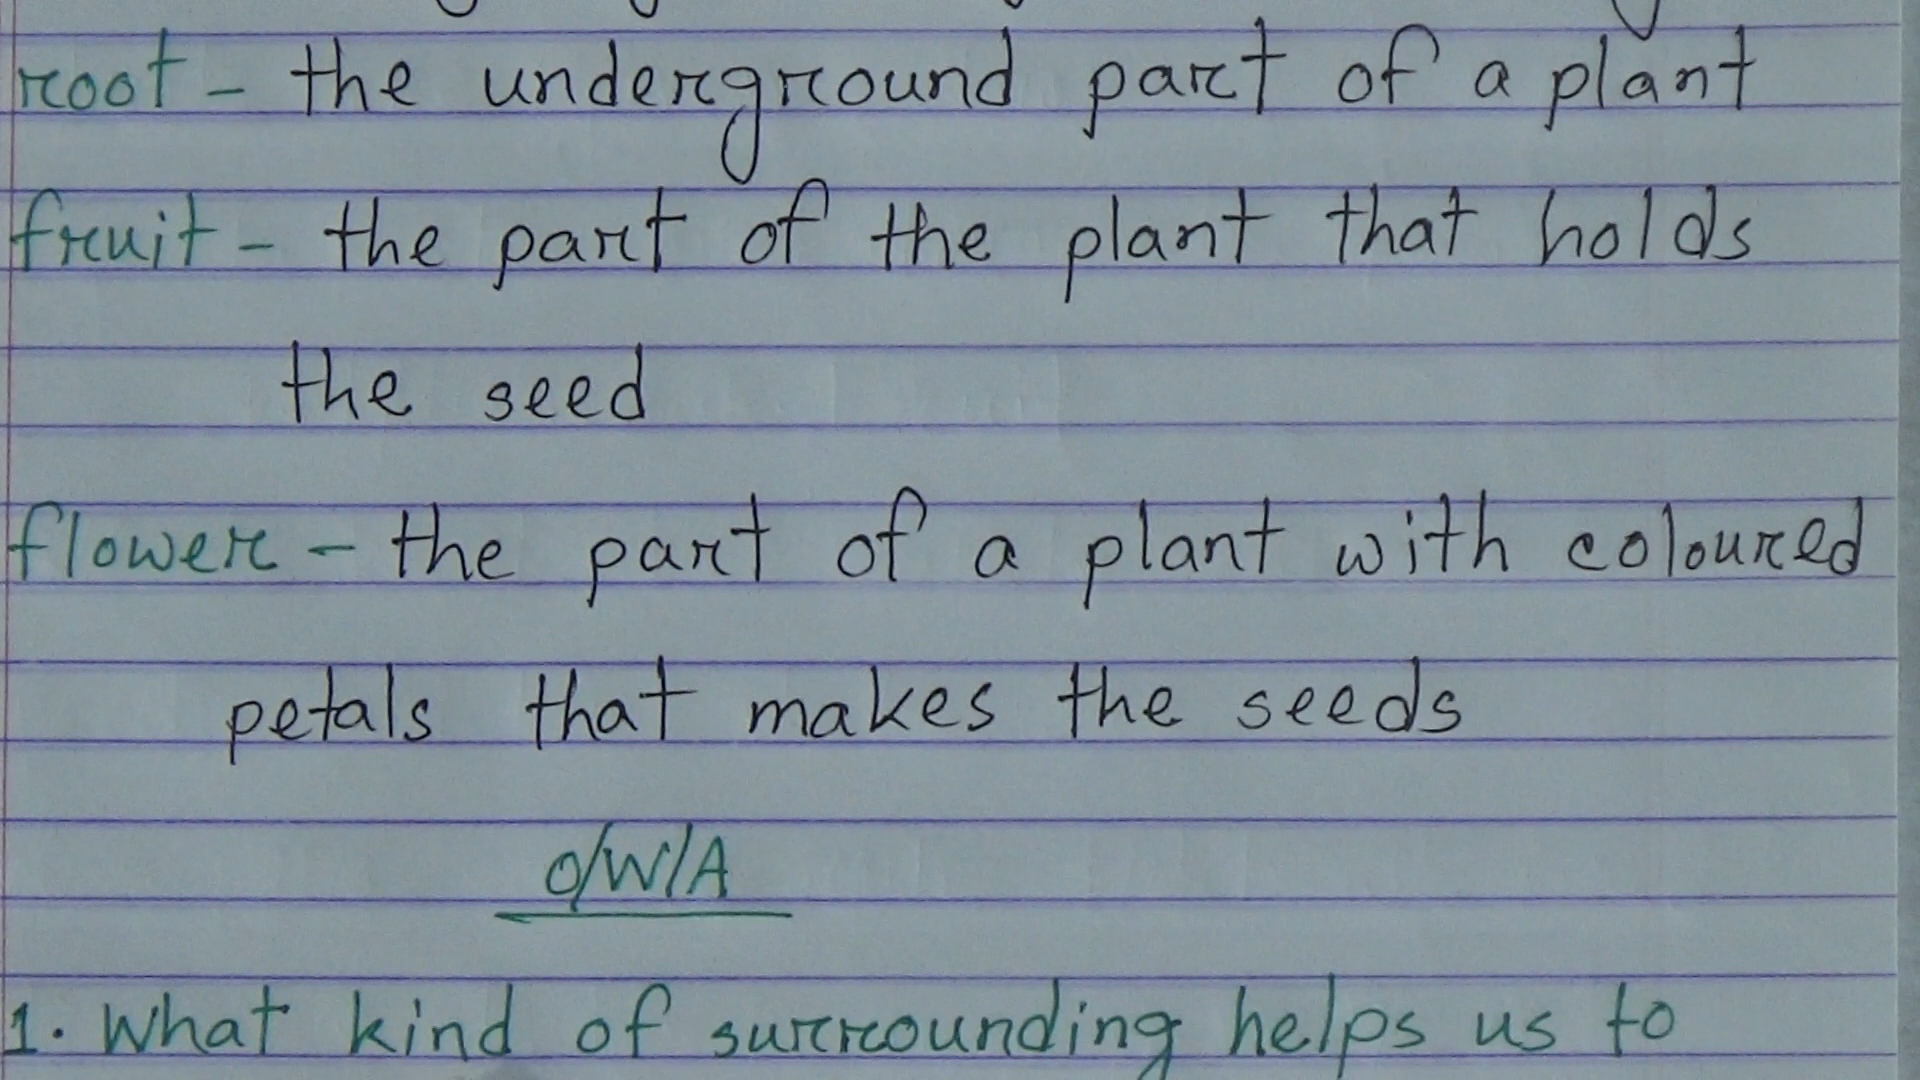 root - the underground part of a plant
fruit - the part of the plant that holds
the seed
flower - the part of a plant with coloured
petals that makes the seeds
O/W/A
1. What kind of surrounding helps us to